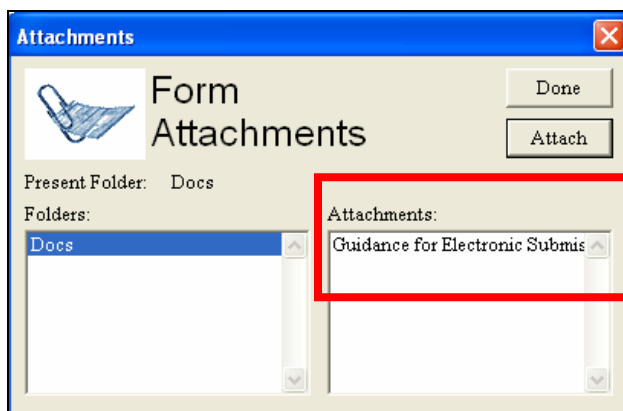 Attachments
Form
Attachments
Done
Attach
Present Folder: Docs
Folders:
Attachments:
Docs
Guidance for Electronic Submis